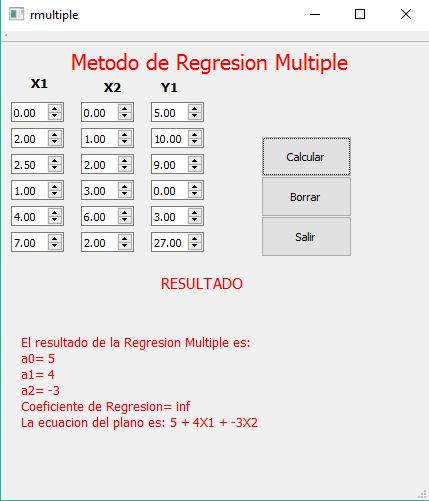 rmultiple
Metodo de Regresion Multiple
X1 X2 Y1
0.00 0.00 5.00
2.00 1.00 10.00
2.50 2.00 9.00
1.00 3.00 0.00
4.00 6.00 3.00
7.00 2.00 27.00
Calcular
Borrar
Salir
RESULTADO
El resultado de la Regresion Multiple es:
a0= 5
a1= 4
a2= -3
Coeficiente de Regresion= inf
La ecuacion del plano es: 5 + 4X1 + -3X2